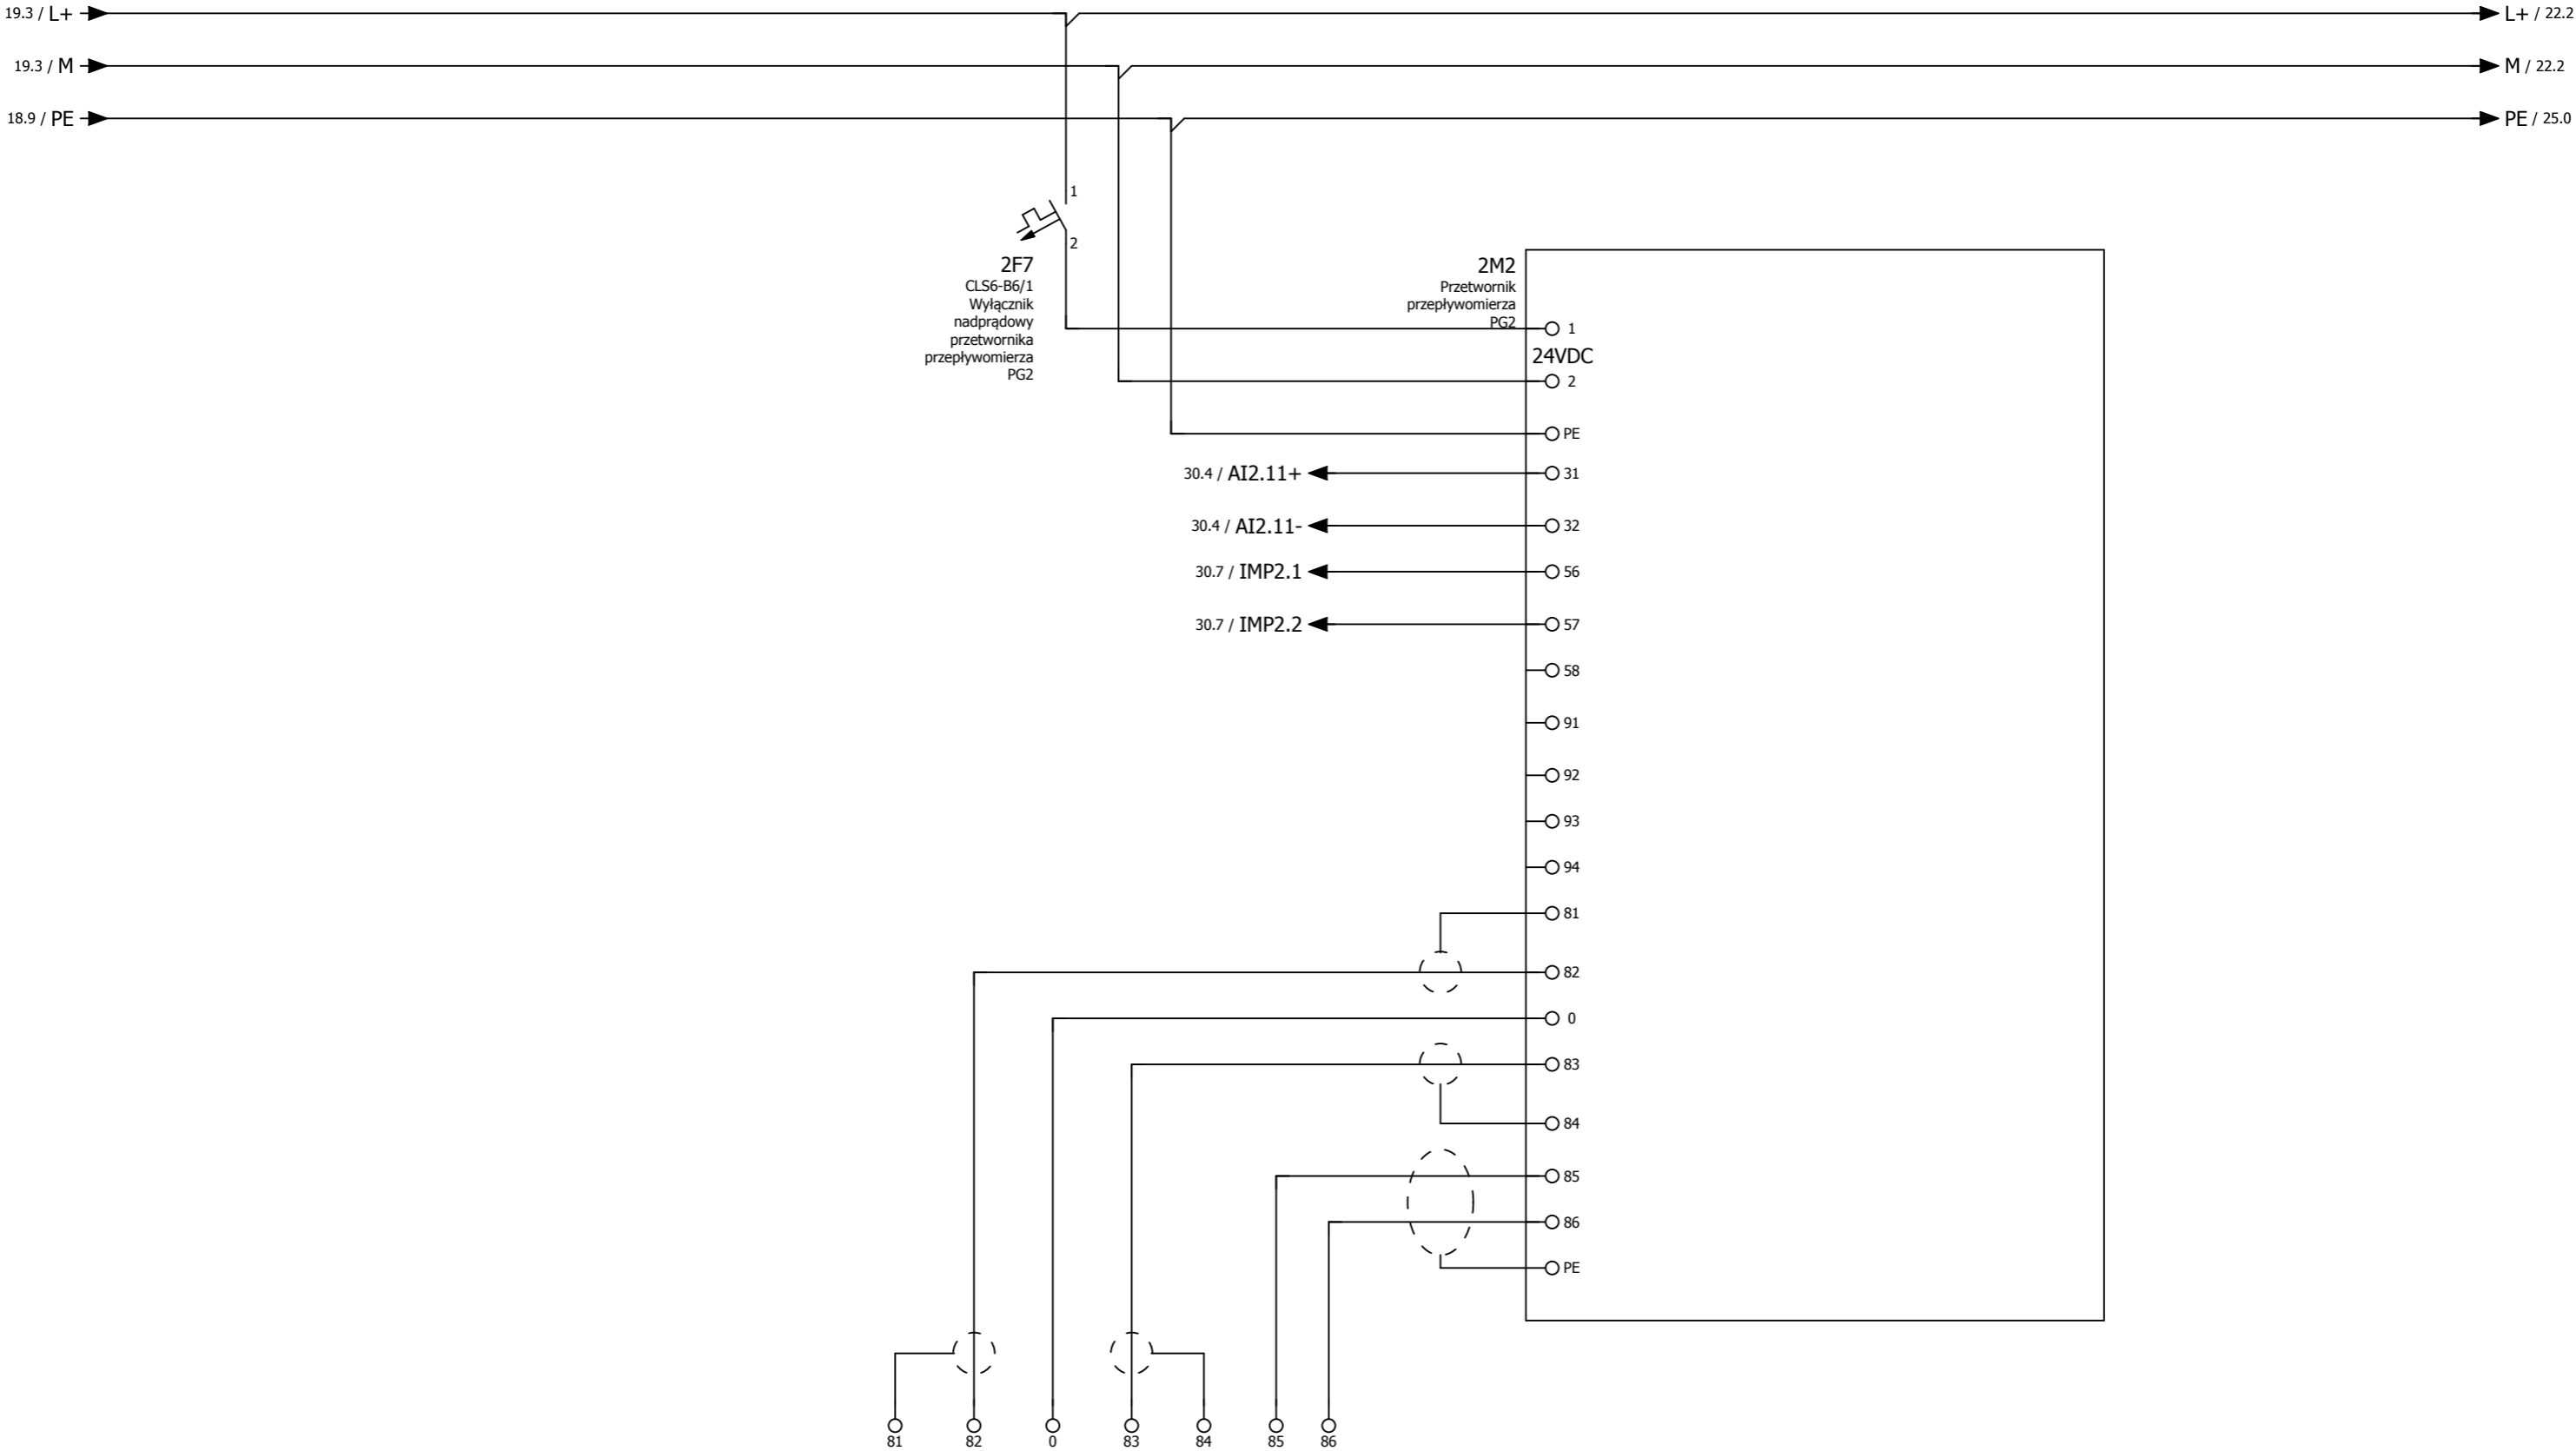 19.3 / L+
L+ / 22.2
19.3 / M
M / 22.2
18.9 / PE
PE / 25.0
1
2
2F7
CLS6-B6/1
Wyłącznik
nadprądowy
przetwornika
przepływomierza
PG2
2M2
Przetwornik
przepływomierza
PG2
1
24VDC
2
PE
30.4 / AI2.11+
31
30.4 / AI2.11-
32
30.7 / IMP2.1
56
30.7 / IMP2.2
57
58
91
92
93
94
81
82
0
83
84
85
86
PE
81
82
0
83
84
85
86